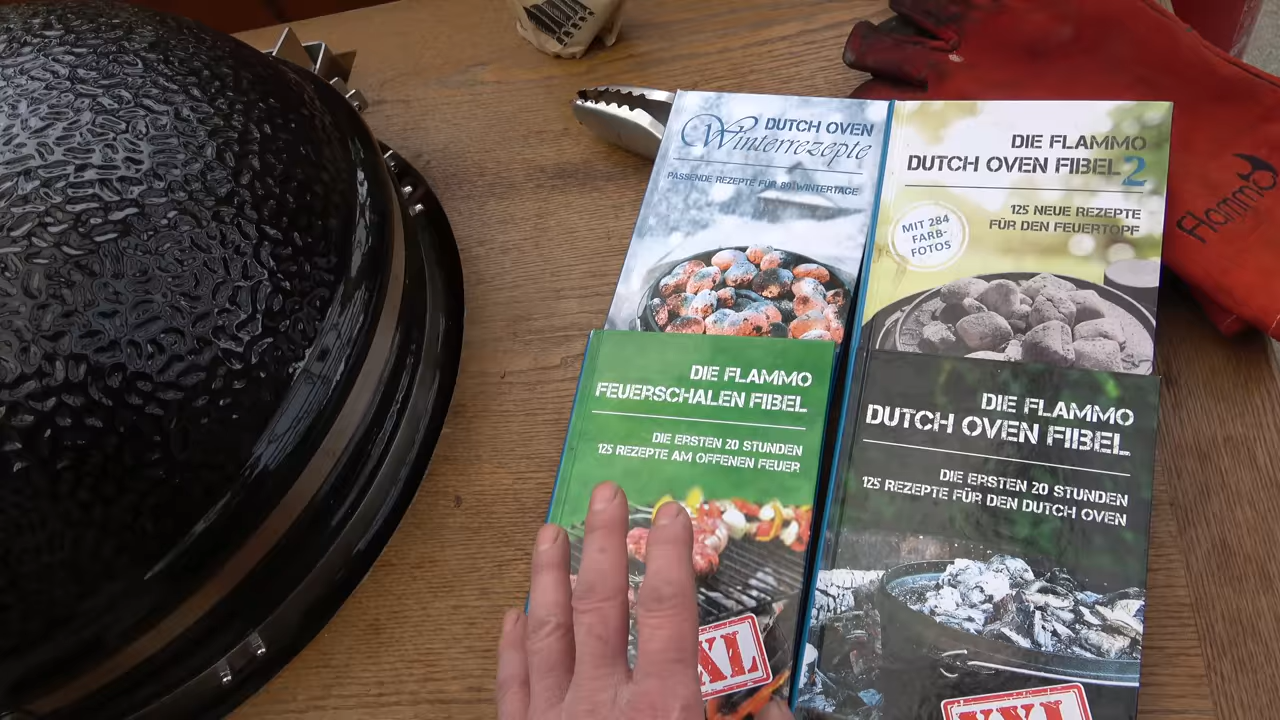 DUTCH OVEN
Winterrezepte
PASSENDE REZEPTE FÜR 89 WINTERTAGE
DIE FLAMMO
DUTCH OVEN FIBEL 2
125 NEUE REZEPTE
FÜR DEN FEUERTOPF
MIT 284
FARB-
FOTOS
Flammo
DIE FLAMMO
FEUERSCHALEN FIBEL
DIE ERSTEN 20 STUNDEN
125 REZEPTE AM OFFENEN FEUER
XL
DIE FLAMMO
DUTCH OVEN FIBEL
DIE ERSTEN 20 STUNDEN
125 REZEPTE FÜR DEN DUTCH OVEN
XXL